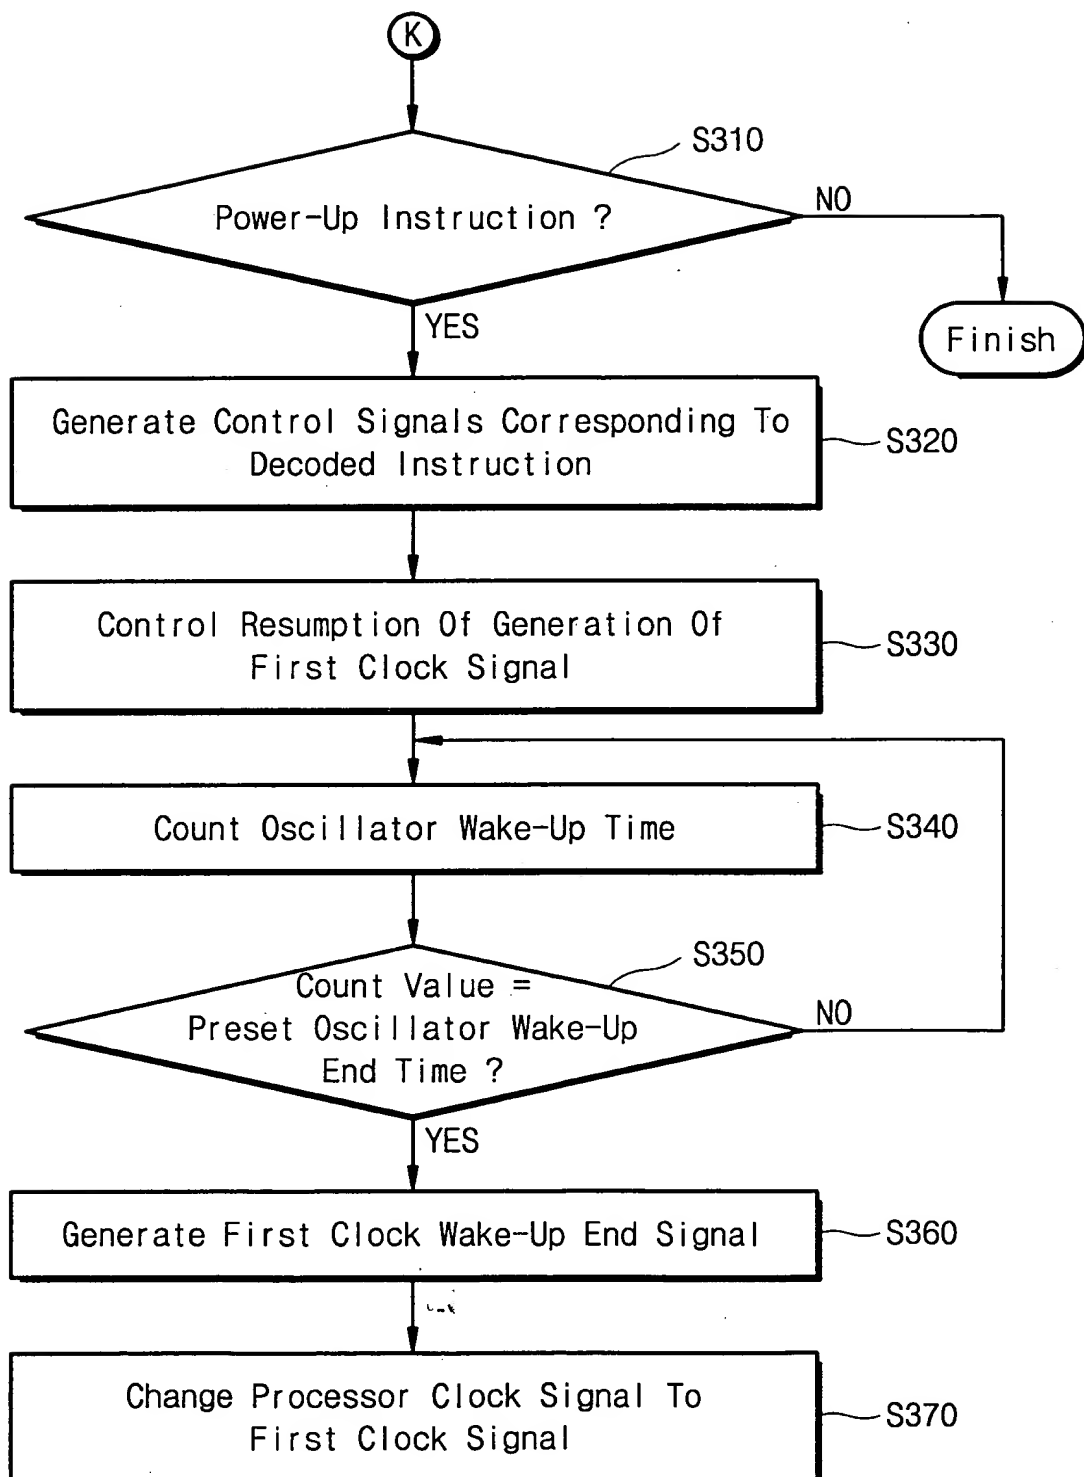 K
S310
Power-Up Instruction ?
NO
YES
Finish
Generate Control Signals Corresponding To
Decoded Instruction
S320
Control Resumption Of Generation Of
First Clock Signal
S330
Count Oscillator Wake-Up Time
S340
S350
Count Value =
Preset Oscillator Wake-Up
End Time ?
NO
YES
Generate First Clock Wake-Up End Signal
S360
Change Processor Clock Signal To
First Clock Signal
S370